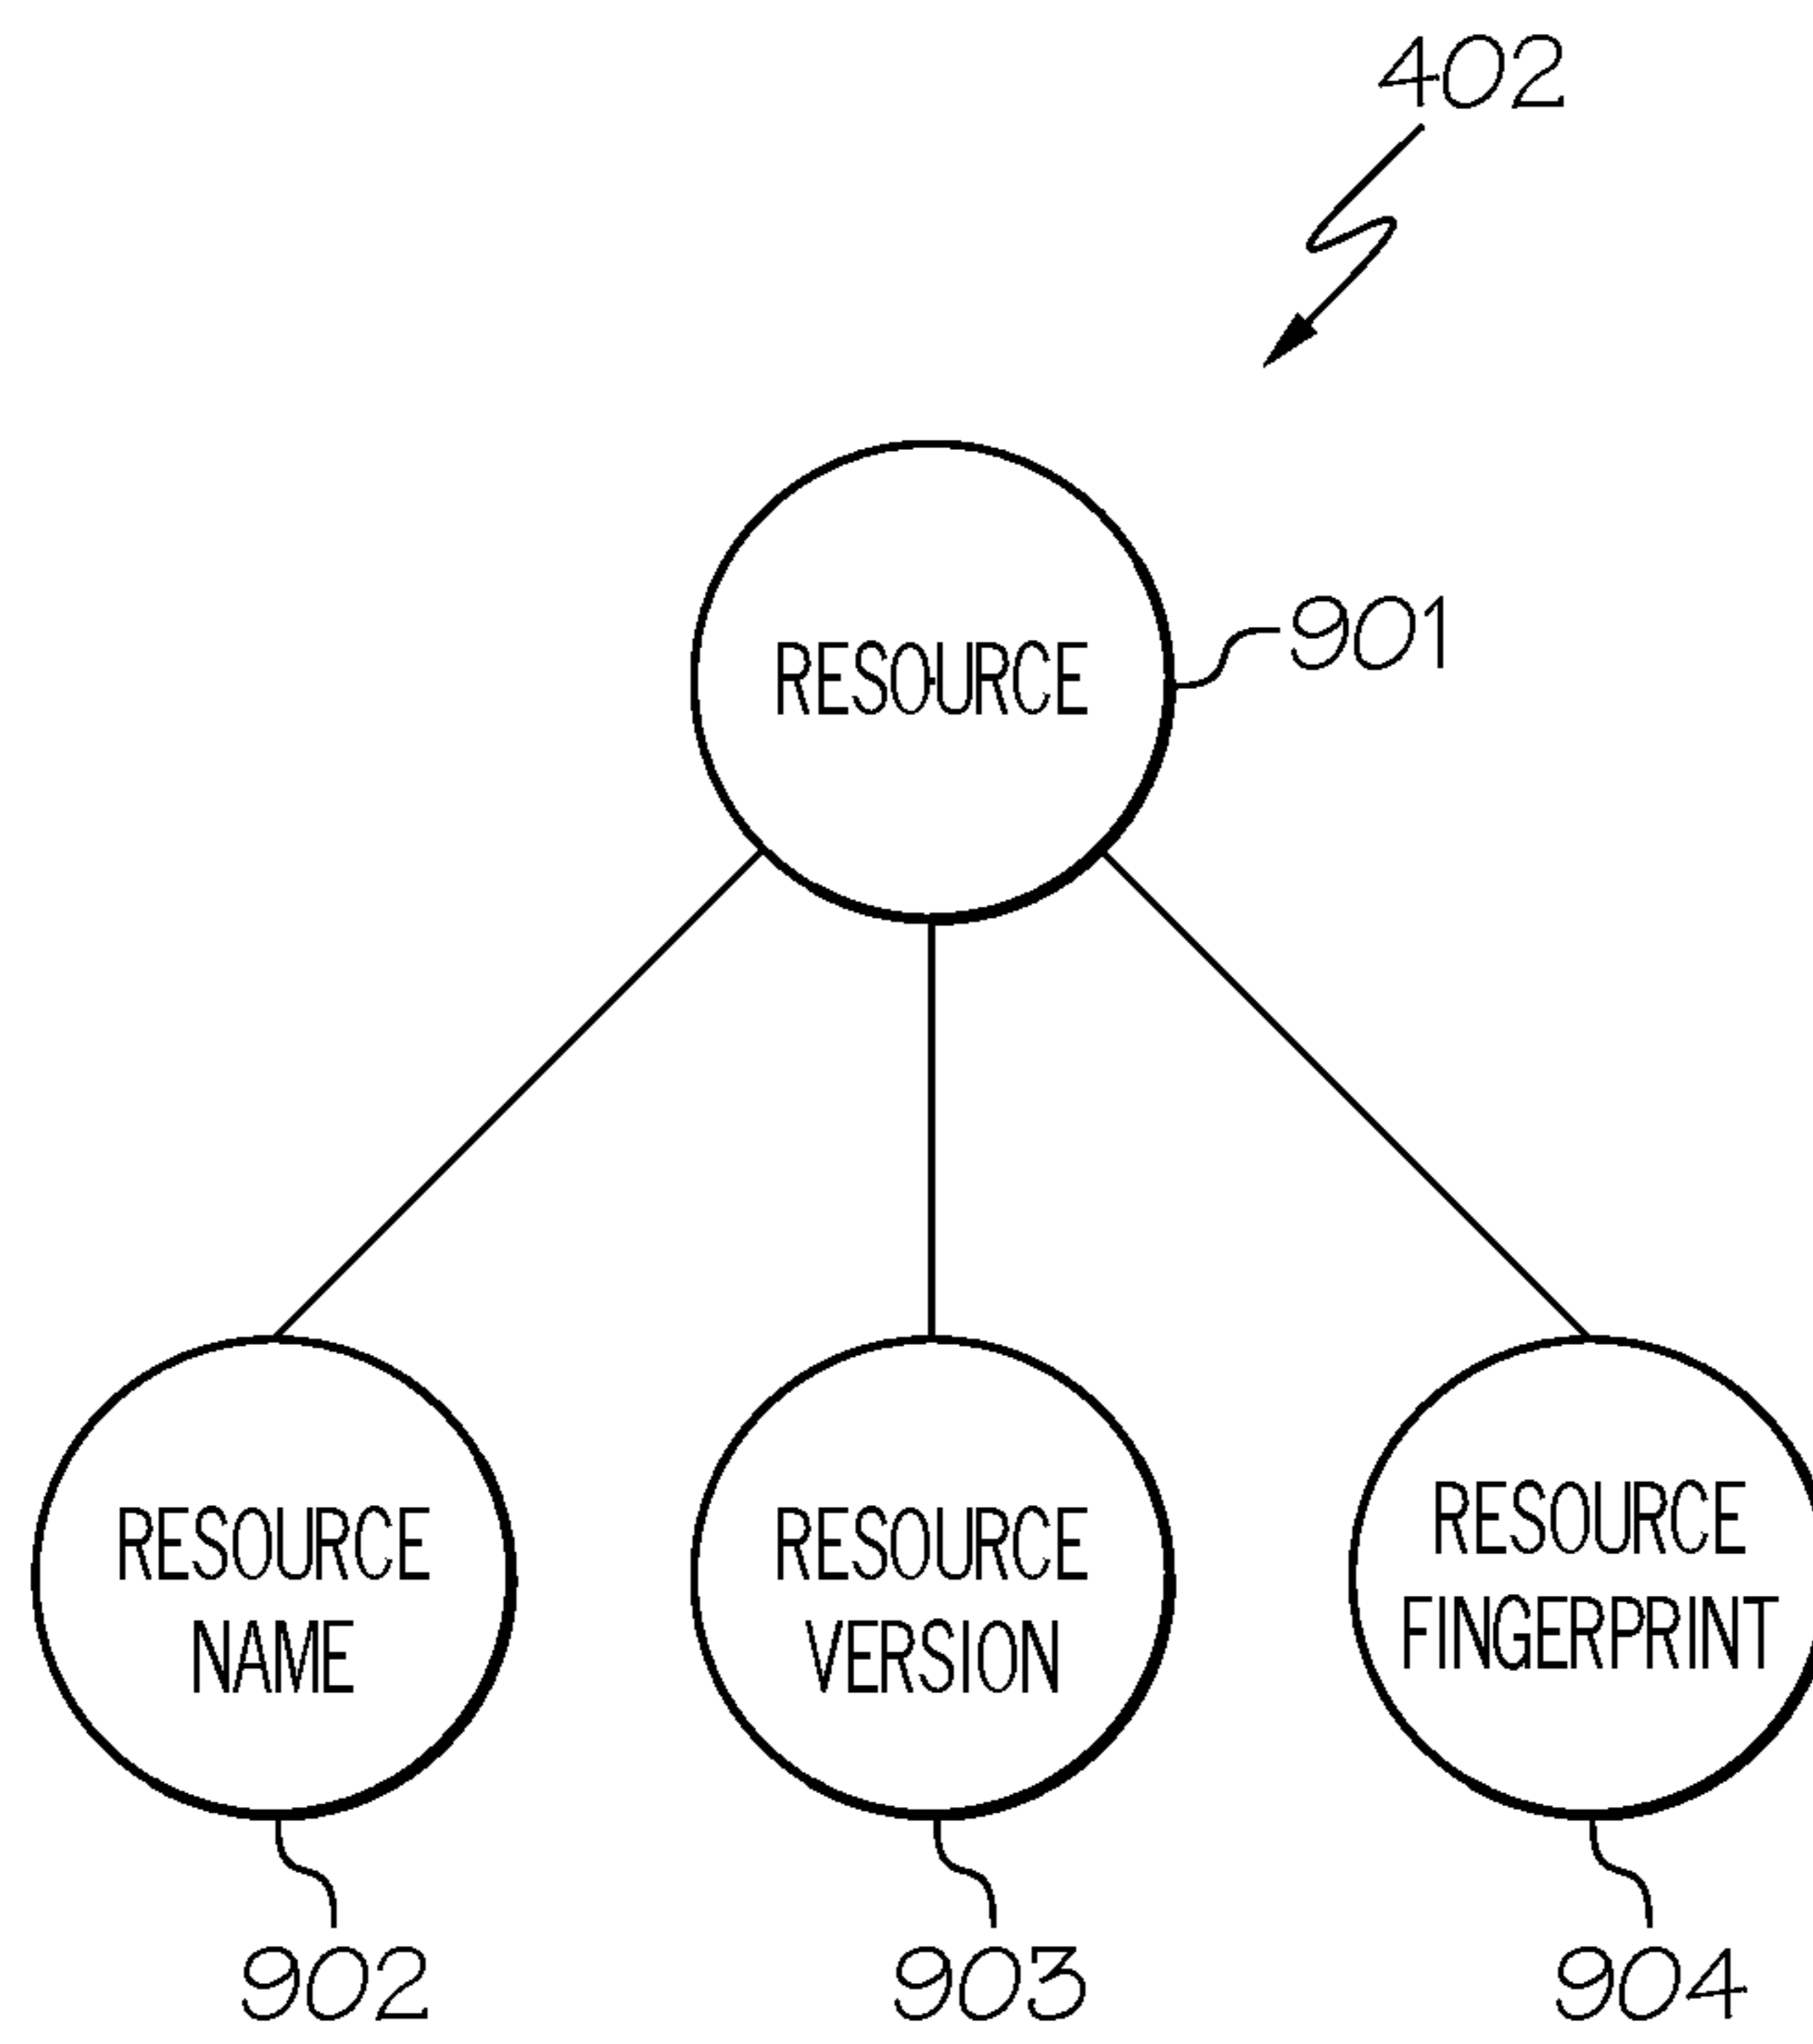 402
RESOURCE
901
RESOURCE
NAME
RESOURCE
VERSION
RESOURCE
FINGERPRINT
902
903
904